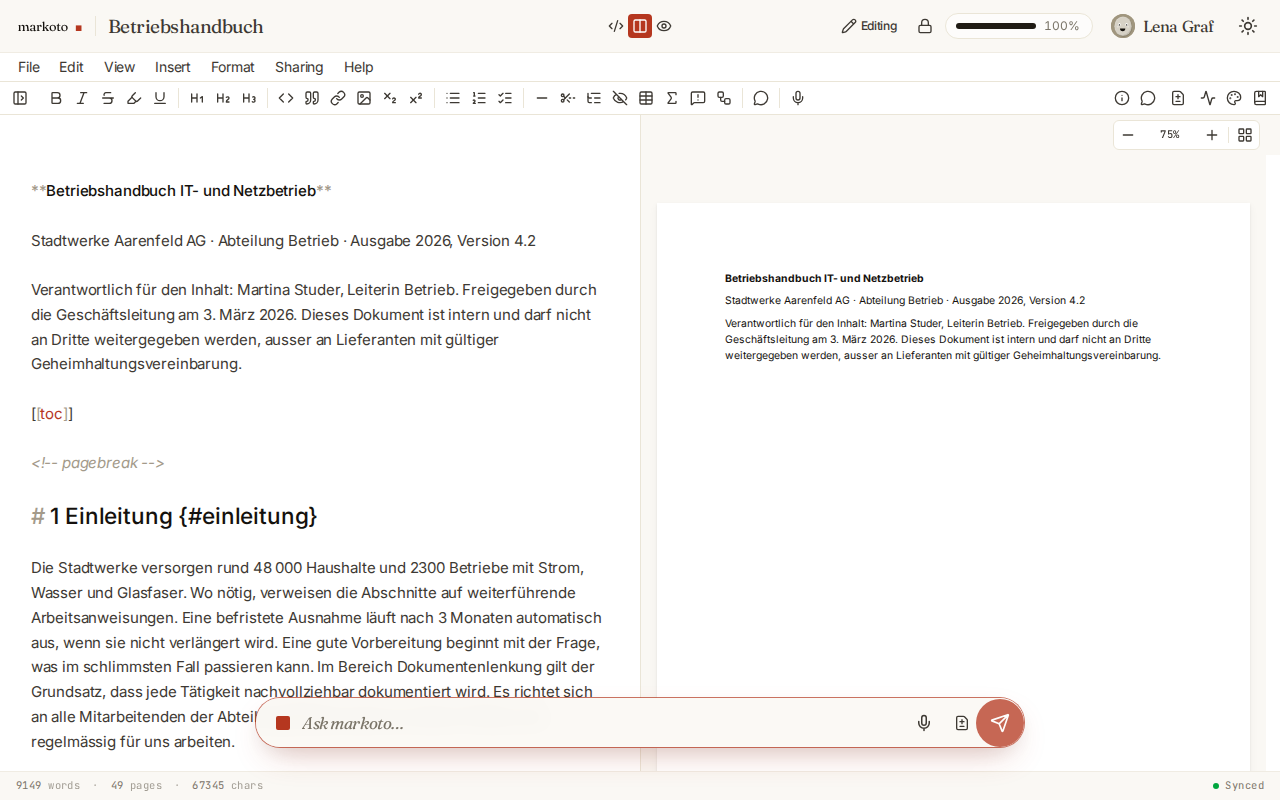 markoto
Betriebshandbuch
Editing
100%
Lena Graf
File Edit View Insert Format Sharing Help
H1 H2 H3
75%
**Betriebshandbuch IT- und Netzbetrieb**
Stadtwerke Aarenfeld AG · Abteilung Betrieb · Ausgabe 2026, Version 4.2
Verantwortlich für den Inhalt: Martina Studer, Leiterin Betrieb. Freigegeben durch
die Geschäftsleitung am 3. März 2026. Dieses Dokument ist intern und darf nicht
an Dritte weitergegeben werden, ausser an Lieferanten mit gültiger
Geheimhaltungsvereinbarung.
[[toc]]
<!-- pagebreak -->
# 1 Einleitung {#einleitung}
Die Stadtwerke versorgen rund 48 000 Haushalte und 2300 Betriebe mit Strom,
Wasser und Glasfaser. Wo nötig, verweisen die Abschnitte auf weiterführende
Arbeitsanweisungen. Eine befristete Ausnahme läuft nach 3 Monaten automatisch
aus, wenn sie nicht verlängert wird. Eine gute Vorbereitung beginnt mit der Frage,
was im schlimmsten Fall passieren kann. Im Bereich Dokumentenlenkung gilt der
Grundsatz, dass jede Tätigkeit nachvollziehbar dokumentiert wird. Es richtet sich
an alle Mitarbeitenden der
regelmässig für uns arbeiten.
Betriebshandbuch IT- und Netzbetrieb
Stadtwerke Aarenfeld AG · Abteilung Betrieb · Ausgabe 2026, Version 4.2
Verantwortlich für den Inhalt: Martina Studer, Leiterin Betrieb. Freigegeben durch die
Geschäftsleitung am 3. März 2026. Dieses Dokument ist intern und darf nicht an Dritte
weitergegeben werden, ausser an Lieferanten mit gültiger Geheimhaltungsvereinbarung.
Ask markoto...
9149 words · 49 pages · 67345 chars
Synced